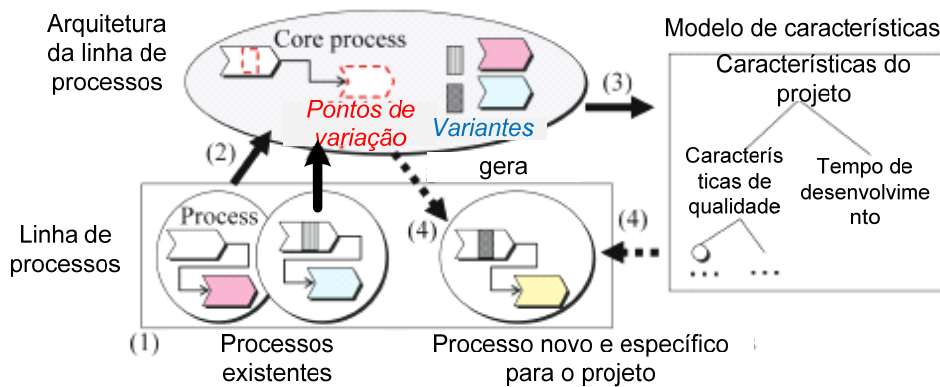 Arquitetura
da linha de
processos
Core process
Pontos de
variação
Variantes
(3)
Modelo de características
Características do
projeto
Caracterís
ticas de
qualidade
Tempo de
desenvolvime
nto
...
...
(2)
gera
(4)
(4)
Linha de
processos
Process
(1)
Processos
existentes
Processo novo e específico
para o projeto